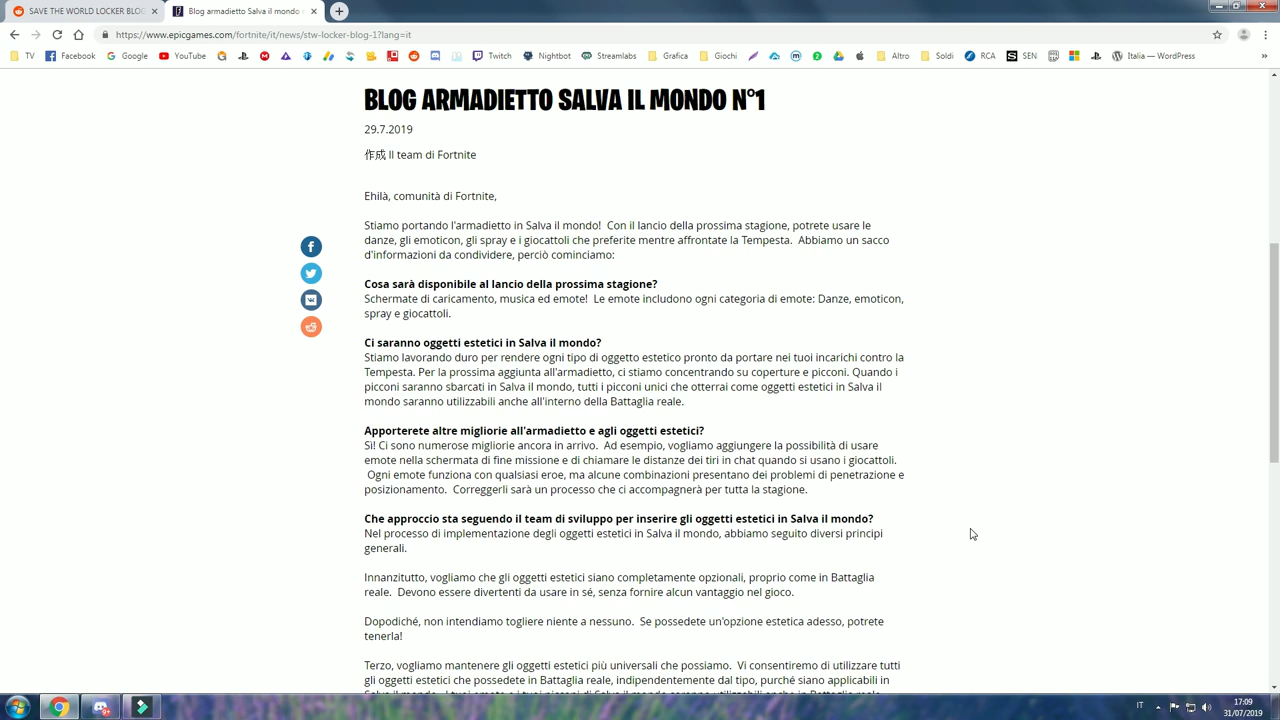 SAVE THE WORLD LOCKER BLOG
Blog armadietto Salva il mondo
https://www.epicgames.com/fortnite/it/news/stw-locker-blog-1?lang=it
TV Facebook Google YouTube Twitch Nightbot Streamlabs Grafica Giochi Altro Soldi RCA SEN Italia — WordPress
BLOG ARMADIETTO SALVA IL MONDO N°1
29.7.2019
作成 Il team di Fortnite
Ehilà, comunità di Fortnite,
Stiamo portando l'armadietto in Salva il mondo! Con il lancio della prossima stagione, potrete usare le
danze, gli emoticon, gli spray e i giocattoli che preferite mentre affrontate la Tempesta. Abbiamo un sacco
d'informazioni da condividere, perciò cominciamo:
Cosa sarà disponibile al lancio della prossima stagione?
Schermate di caricamento, musica ed emote! Le emote includono ogni categoria di emote: Danze, emoticon,
spray e giocattoli.
Ci saranno oggetti estetici in Salva il mondo?
Stiamo lavorando duro per rendere ogni tipo di oggetto estetico pronto da portare nei tuoi incarichi contro la
Tempesta. Per la prossima aggiunta all'armadietto, ci stiamo concentrando su coperture e picconi. Quando i
picconi saranno sbarcati in Salva il mondo, tutti i picconi unici che otterrai come oggetti estetici in Salva il
mondo saranno utilizzabili anche all'interno della Battaglia reale.
Apporterete altre migliorie all'armadietto e agli oggetti estetici?
Sì! Ci sono numerose migliorie ancora in arrivo. Ad esempio, vogliamo aggiungere la possibilità di usare
emote nella schermata di fine missione e di chiamare le distanze dei tiri in chat quando si usano i giocattoli.
Ogni emote funziona con qualsiasi eroe, ma alcune combinazioni presentano dei problemi di penetrazione e
posizionamento. Correggerli sarà un processo che ci accompagnerà per tutta la stagione.
Che approccio sta seguendo il team di sviluppo per inserire gli oggetti estetici in Salva il mondo?
Nel processo di implementazione degli oggetti estetici in Salva il mondo, abbiamo seguito diversi principi
generali.
Innanzitutto, vogliamo che gli oggetti estetici siano completamente opzionali, proprio come in Battaglia
reale. Devono essere divertenti da usare in sé, senza fornire alcun vantaggio nel gioco.
Dopodiché, non intendiamo togliere niente a nessuno. Se possedete un'opzione estetica adesso, potrete
tenerla!
Terzo, vogliamo mantenere gli oggetti estetici più universali che possiamo. Vi consentiremo di utilizzare tutti
gli oggetti estetici che possedete in Battaglia reale, indipendentemente dal tipo, purché siano applicabili in
Salva il mondo. I tuoi emote e i tuoi picconi di Salva il mondo saranno utilizzabili anche in Battaglia reale
IT 17:09
31/07/2019